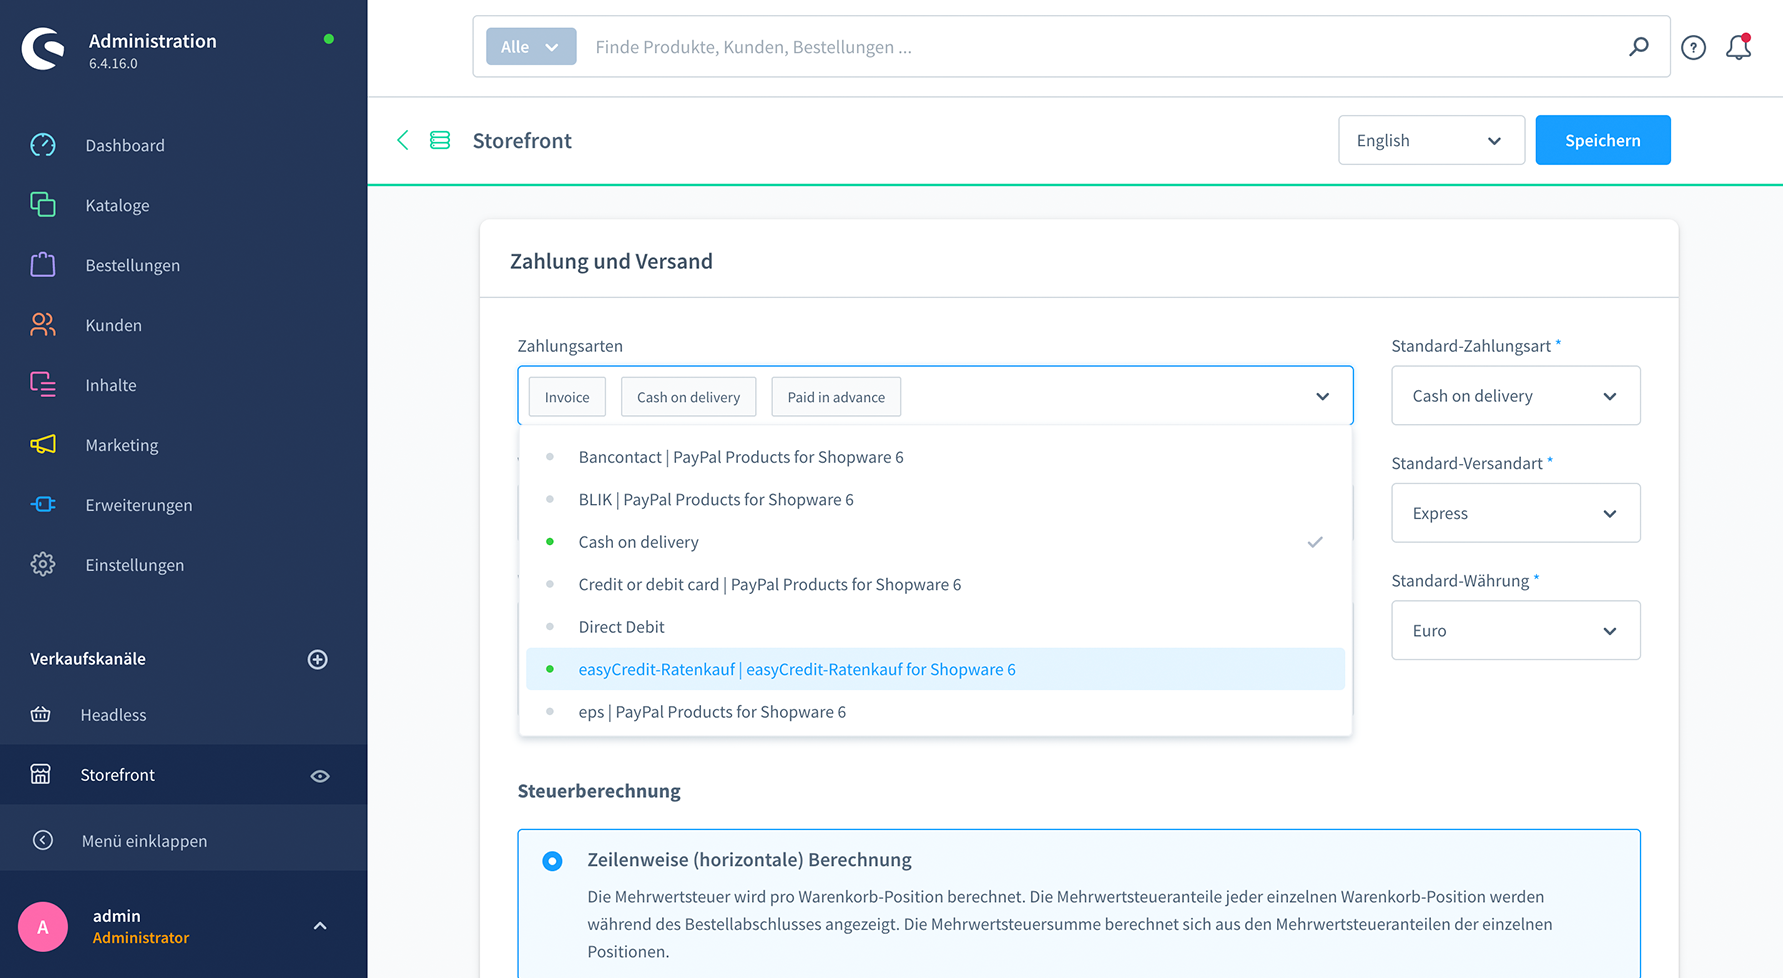 Administration
6.4.16.0
Dashboard
Kataloge
Bestellungen
Kunden
Inhalte
Marketing
Erweiterungen
Einstellungen
Verkaufskanäle
Headless
Storefront
Menü einklappen
A
admin
Administrator
Alle
Finde Produkte, Kunden, Bestellungen ...
Storefront
English
Speichern
Zahlung und Versand
Zahlungsarten
Invoice
Cash on delivery
Paid in advance
Bancontact | PayPal Products for Shopware 6
BLIK | PayPal Products for Shopware 6
Cash on delivery
Credit or debit card | PayPal Products for Shopware 6
Direct Debit
easyCredit-Ratenkauf | easyCredit-Ratenkauf for Shopware 6
eps | PayPal Products for Shopware 6
Standard-Zahlungsart *
Cash on delivery
Standard-Versandart *
Express
Standard-Währung *
Euro
Steuerberechnung
Zeilenweise (horizontale) Berechnung
Die Mehrwertsteuer wird pro Warenkorb-Position berechnet. Die Mehrwertsteueranteile jeder einzelnen Warenkorb-Position werden
während des Bestellabschlusses angezeigt. Die Mehrwertsteuersumme berechnet sich aus den Mehrwertsteueranteilen der einzelnen
Positionen.